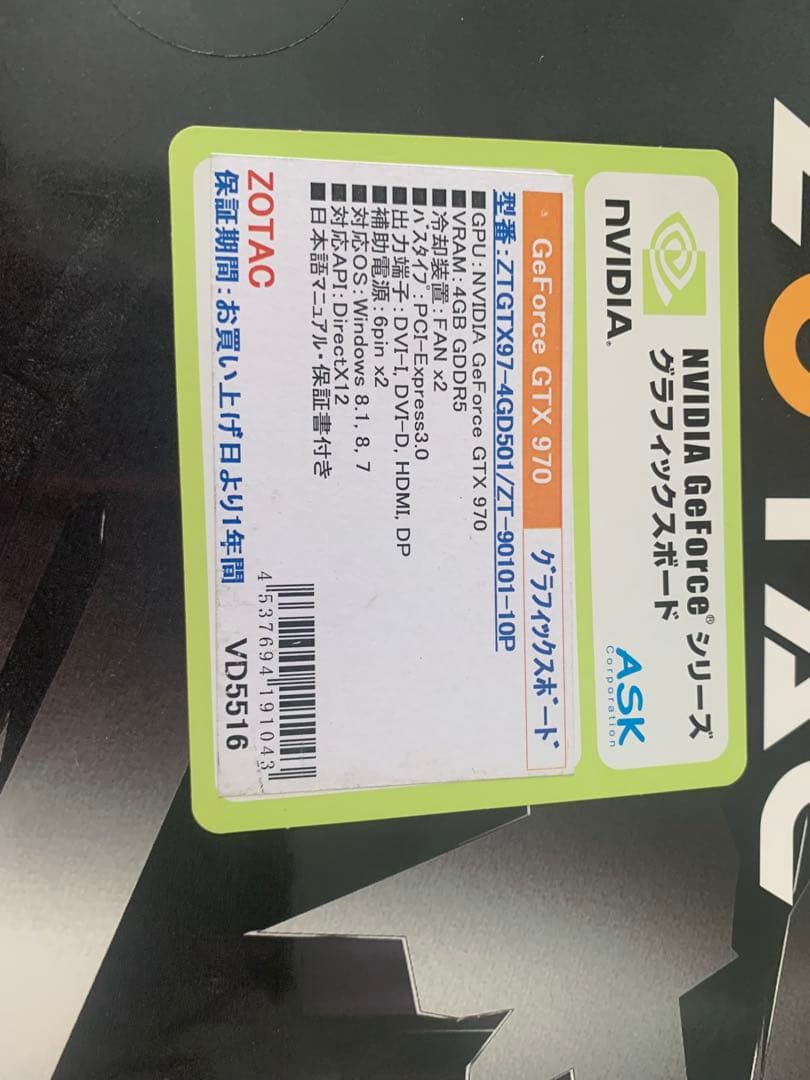 ZOTAC
NVIDIA GeForce® シリーズ
グラフィックスボード
NVIDIA®
ASK
Corporation
GeForce GTX 970 グラフィックスボード
型番:ZTGTX97-4GD501/ZT-90101-10P
■GPU:NVIDIA GeForce GTX 970
■VRAM:4GB GDDR5
■冷却装置:FAN x2
■バスタイプ:PCI-Express3.0
■出力端子:DVI-I, DVI-D, HDMI, DP
■補助電源:6pin x2
■対応OS:Windows 8.1, 8, 7
■対応API:DirectX12
■日本語マニュアル・保証書付き
ZOTAC
保証期間:お買い上げ日より1年間
4 537694 191043
VD5516